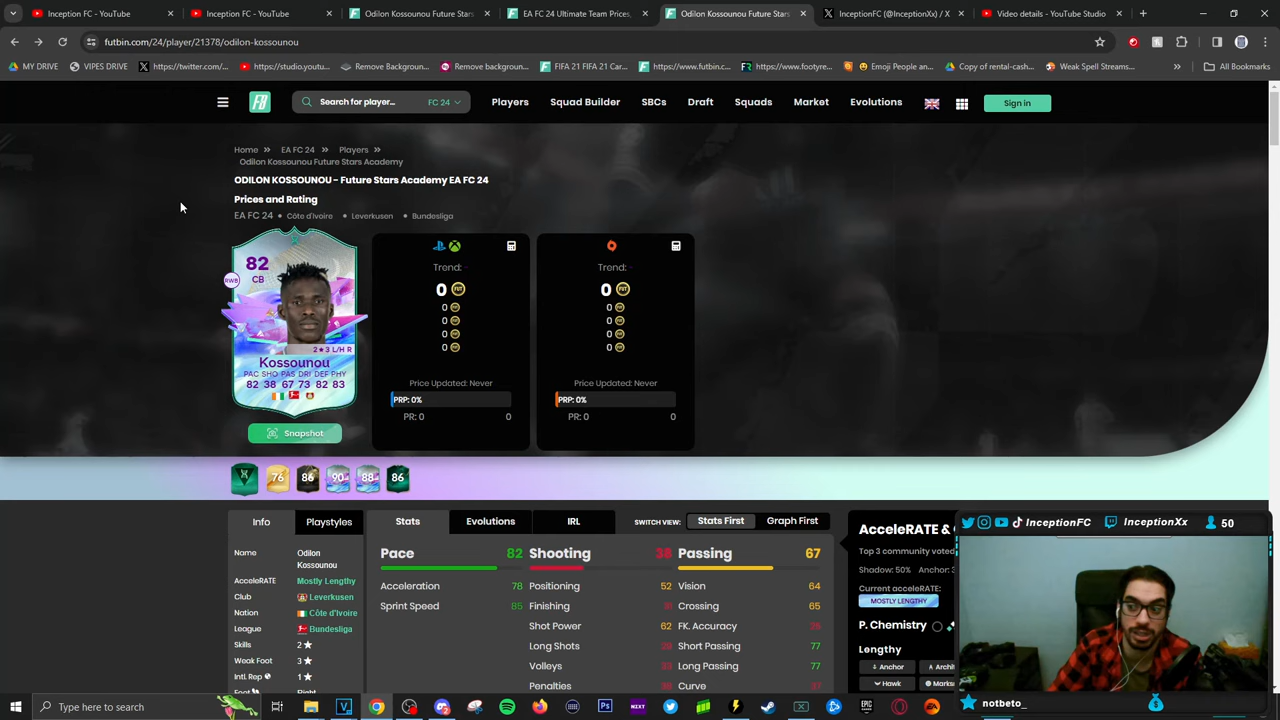 Inception FC - YouTube
Inception FC - YouTube
Odilon Kossounou Future Stars
EA FC 24 Ultimate Team Prices,
Odilon Kossounou Future Stars
InceptionFC (@InceptionXx) / X
Video details - YouTube Studio
futbin.com/24/player/21378/odilon-kossounou
MY DRIVE
VIPES DRIVE
https://twitter.com/...
https://studio.youtu...
Remove Background...
Remove backgroun...
FIFA 21 FIFA 21 Car...
https://www.futbin.c...
https://www.footyre...
Emoji People an...
Copy of rental-cash...
Weak Spell Streams...
All Bookmarks
Search for player...
FC 24
Players
Squad Builder
SBCs
Draft
Squads
Market
Evolutions
Sign in
Home >> EA FC 24 >> Players >>
Odilon Kossounou Future Stars Academy
ODILON KOSSOUNOU - Future Stars Academy EA FC 24
Prices and Rating
EA FC 24 • Côte d'Ivoire • Leverkusen • Bundesliga
82
CB
RWB
2★3 L/H R
Kossounou
PAC SHO PAS DRI DEF PHY
82 38 67 73 82 83
Snapshot
Trend: -
0
0
0
0
0
Price Updated: Never
PRP: 0%
PR: 0 0
Trend: -
0
0
0
0
0
Price Updated: Never
PRP: 0%
PR: 0 0
76
86
90
88
86
Info
Playstyles
Name Odilon
Kossounou
AcceleRATE Mostly Lengthy
Club Leverkusen
Nation Côte d'Ivoire
League Bundesliga
Skills 2 ★
Weak Foot 3 ★
Intl. Rep 1 ★
Foot Right
Stats
Evolutions
IRL
SWITCH VIEW:
Stats First
Graph First
Pace 82
Acceleration 78
Sprint Speed 85
Shooting 38
Positioning 52
Finishing
Shot Power 62
Long Shots
Volleys
Penalties
Passing 67
Vision 64
Crossing 65
FK. Accuracy
Short Passing 77
Long Passing 77
Curve
AcceleRATE &
Top 3 community voted
Shadow: 50% Anchor:
Current acceleRATE:
MOSTLY LENGTHY
P. Chemistry
Lengthy
Anchor
Hawk
InceptionFC
InceptionXx
50
notbeto_
Type here to search